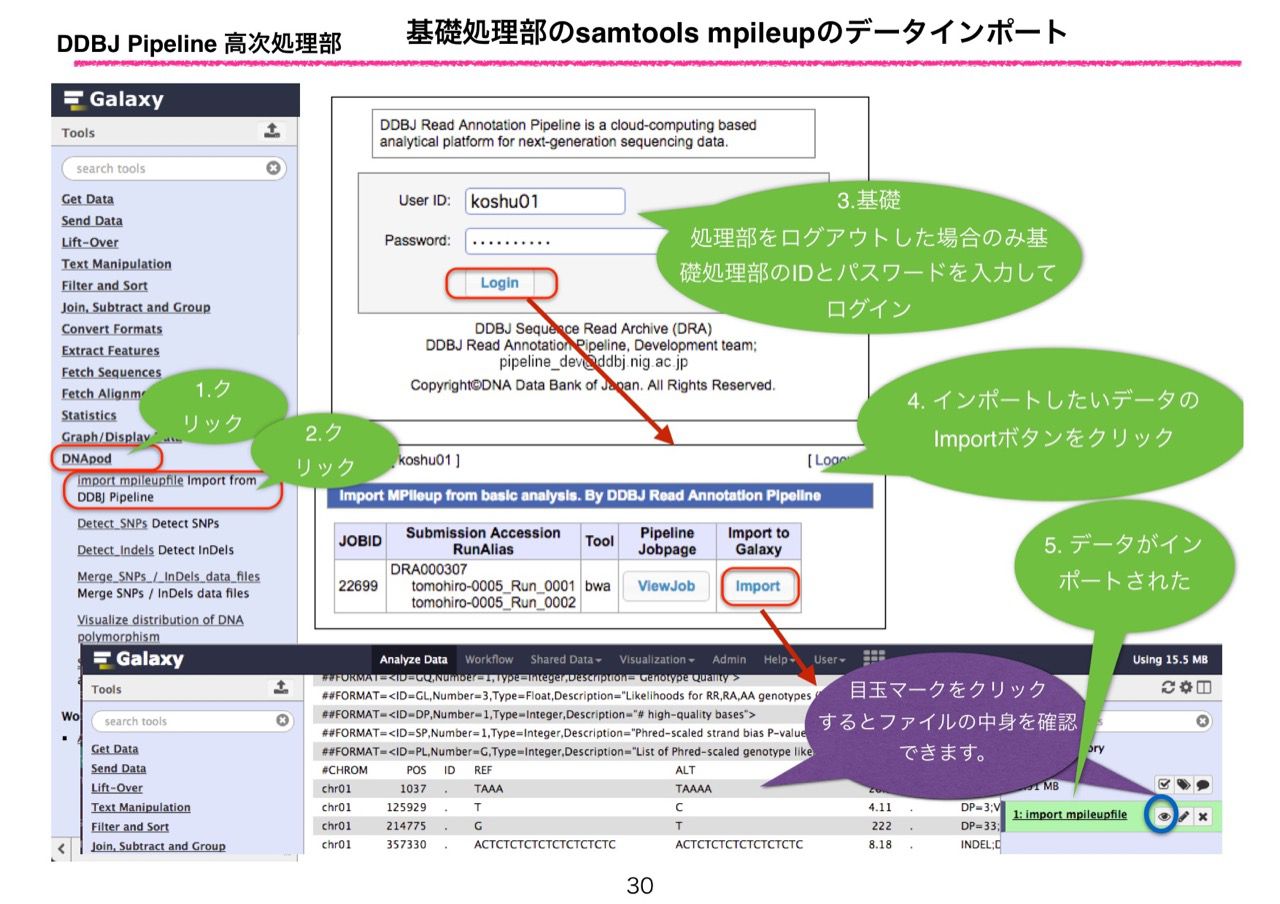 DDBJ Pipeline 高次処理部
基礎処理部のsamtools mpileupのデータインポート
Galaxy
Tools
search tools
Get Data
Send Data
Lift-Over
Text Manipulation
Filter and Sort
Join, Subtract and Group
Convert Formats
Extract Features
Fetch Sequences
Fetch Alignme
Statistics
Graph/Display
DNApod
import mpileupfile Import from
DDBJ Pipeline
Detect_SNPs Detect SNPs
Detect_Indels Detect InDels
Merge_SNPs_/_InDels_data_files
Merge SNPs / InDels data files
Visualize distribution of DNA
polymorphism
Wo
1.ク
リック
2.ク
リック
DDBJ Read Annotation Pipeline is a cloud-computing based
analytical platform for next-generation sequencing data.
User ID: koshu01
Password: ··········
Login
DDBJ Sequence Read Archive (DRA)
DDBJ Read Annotation Pipeline, Development team;
pipeline_dev@ddbj.nig.ac.jp
Copyright©DNA Data Bank of Japan. All Rights Reserved.
3.基礎
処理部をログアウトした場合のみ基
礎処理部のIDとパスワードを入力して
ログイン
4. インポートしたいデータの
Importボタンをクリック
koshu01 ]
[ Logo
Import MPileup from basic analysis. By DDBJ Read Annotation Pipeline
JOBID
Submission Accession
RunAlias
Tool
Pipeline
Jobpage
Import to
Galaxy
22699
DRA000307
tomohiro-0005_Run_0001
tomohiro-0005_Run_0002
bwa
ViewJob
Import
5. データがイン
ポートされた
Galaxy
Analyze Data Workflow Shared Data Visualization Admin Help User
Using 15.5 MB
Tools
search tools
Get Data
Send Data
Lift-Over
Text Manipulation
Filter and Sort
Join, Subtract and Group
##FORMAT=<ID=GQ,Number=1,Type=Integer,Description="Genotype Quality">
##FORMAT=<ID=GL,Number=3,Type=Float,Description="Likelihoods for RR,RA,AA genotypes
##FORMAT=<ID=DP,Number=1,Type=Integer,Description="# high-quality bases">
##FORMAT=<ID=SP,Number=1,Type=Integer,Description="Phred-scaled strand bias P-value
##FORMAT=<ID=PL,Number=G,Type=Integer,Description="List of Phred-scaled genotype like
#CHROM POS ID REF ALT
chr01 1037 . TAAA TAAAA
chr01 125929 . T C 4.11 . DP=3;V
chr01 214775 . G T 222 . DP=33;
chr01 357330 . ACTCTCTCTCTCTCTCTC ACTCTCTCTCTCTCTC 8.18 . INDEL;D
目玉マークをクリック
するとファイルの中身を確認
できます。
ory
MB
1: import mpileupfile
30